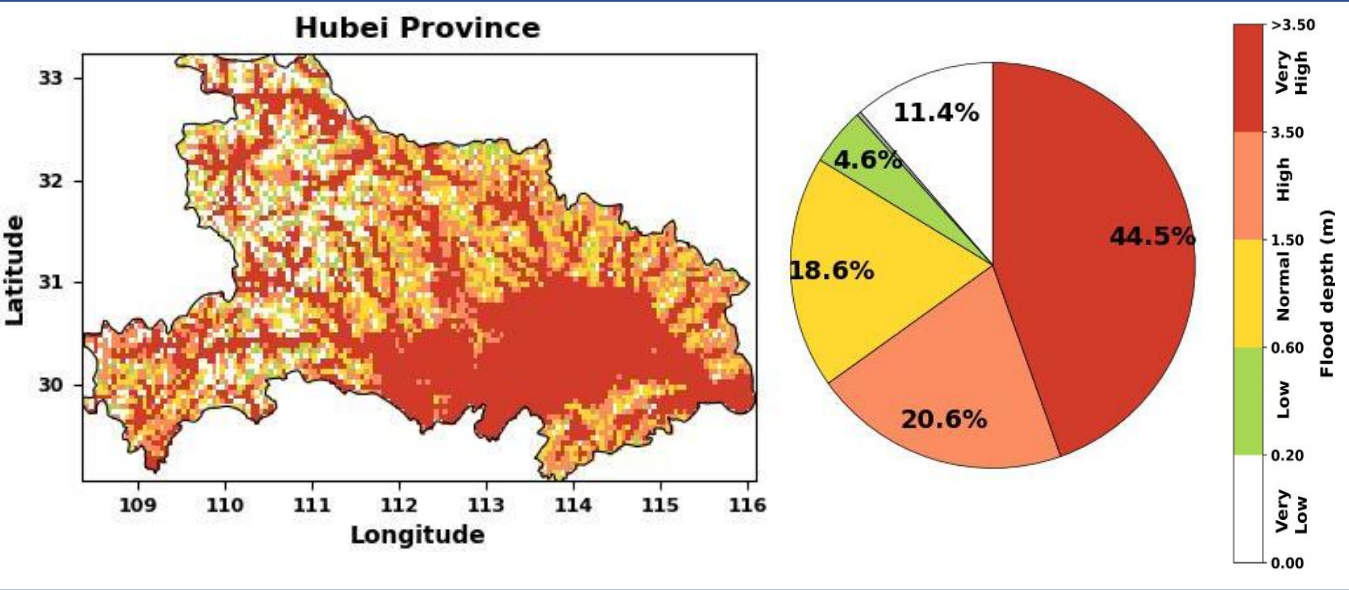 Hubei Province
33
32
31
30
Latitude
109 110 111 112 113 114 115 116
Longitude
11.4%
4.6%
44.5%
18.6%
20.6%
>3.50
Very
High
3.50
High
1.50
Normal
0.60
Low
0.20
Very
Low
0.00
Flood depth (m)